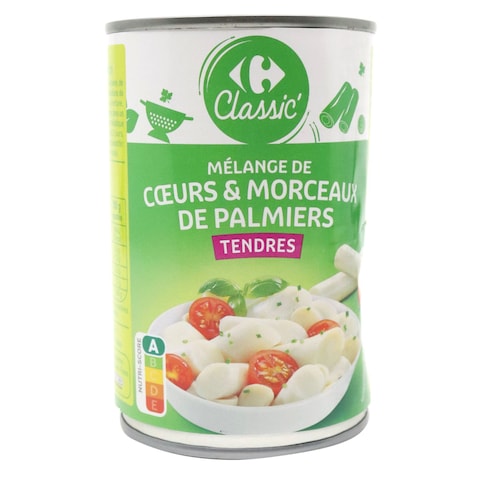 Classic'
MÉLANGE DE
CŒURS & MORCEAUX
DE PALMIERS
TENDRES
NUTRI-SCORE
A
B
C
D
E